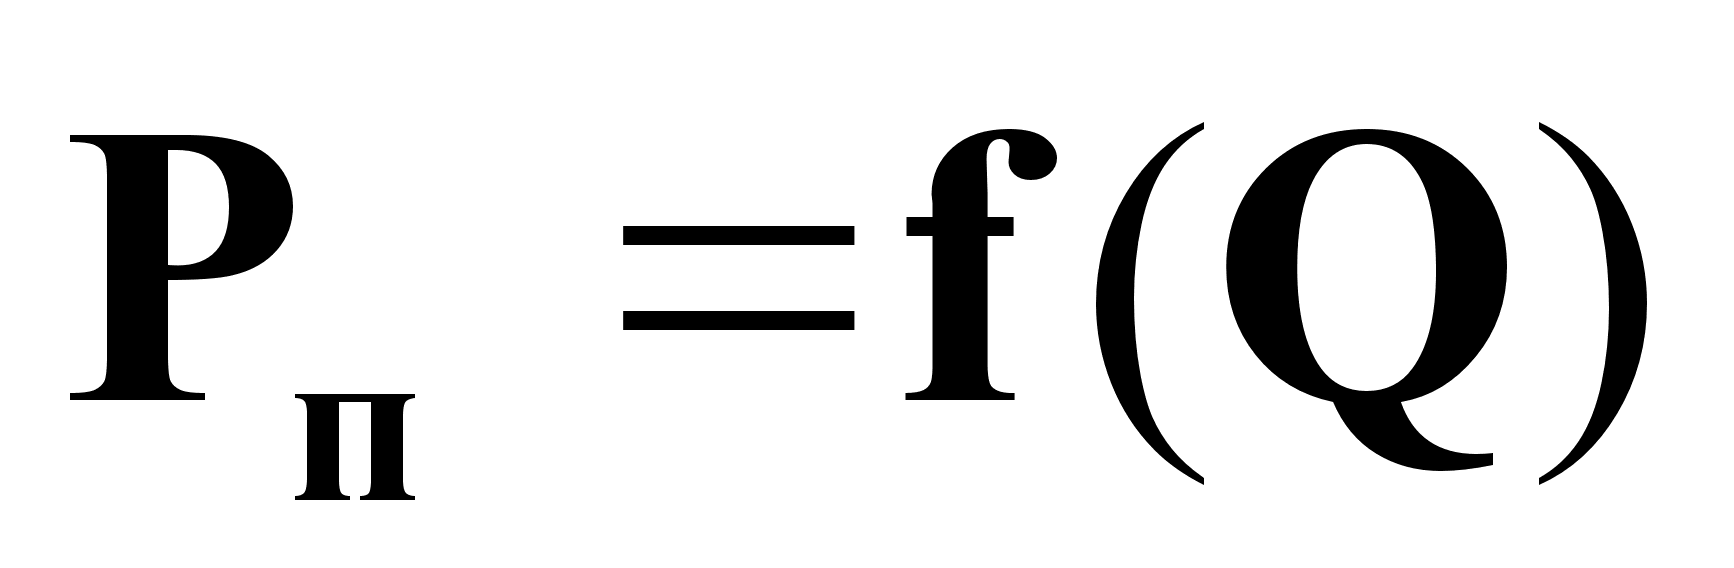 Pп = f(Q)